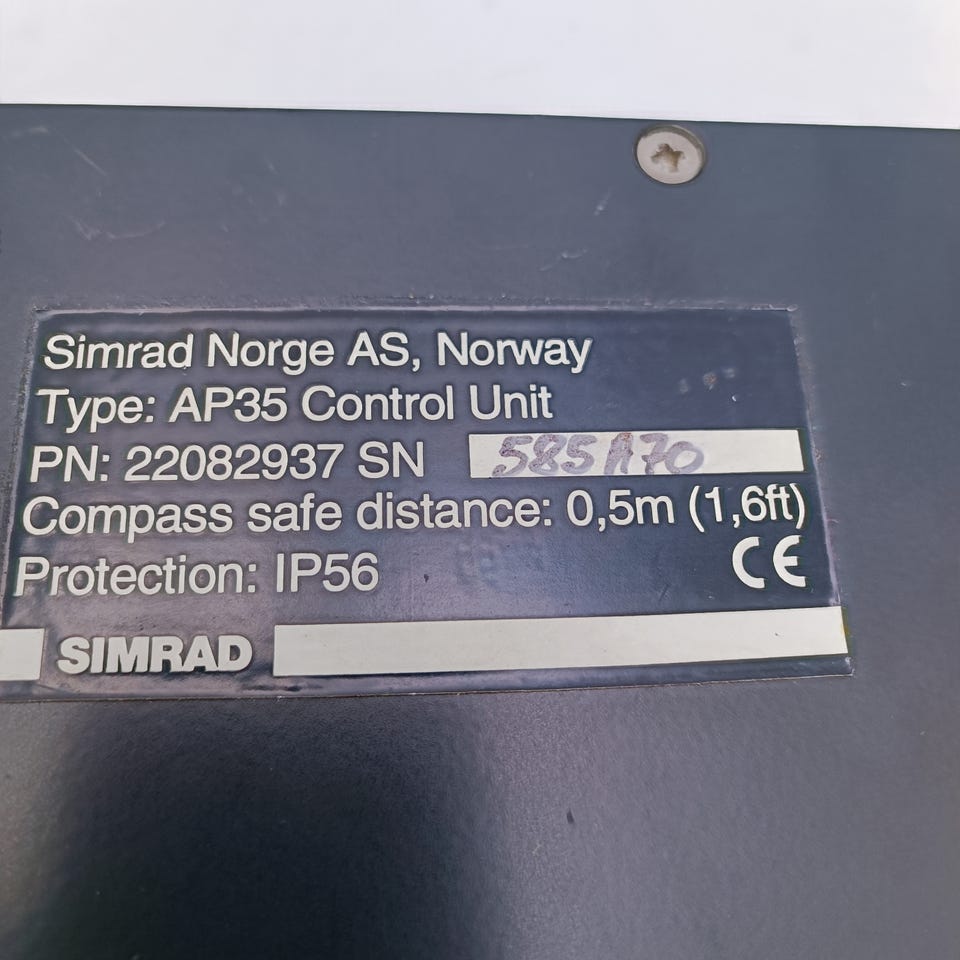 Simrad Norge AS, Norway
Type: AP35 Control Unit
PN: 22082937 SN 585A70
Compass safe distance: 0,5m (1,6ft)
Protection: IP56 CE
SIMRAD